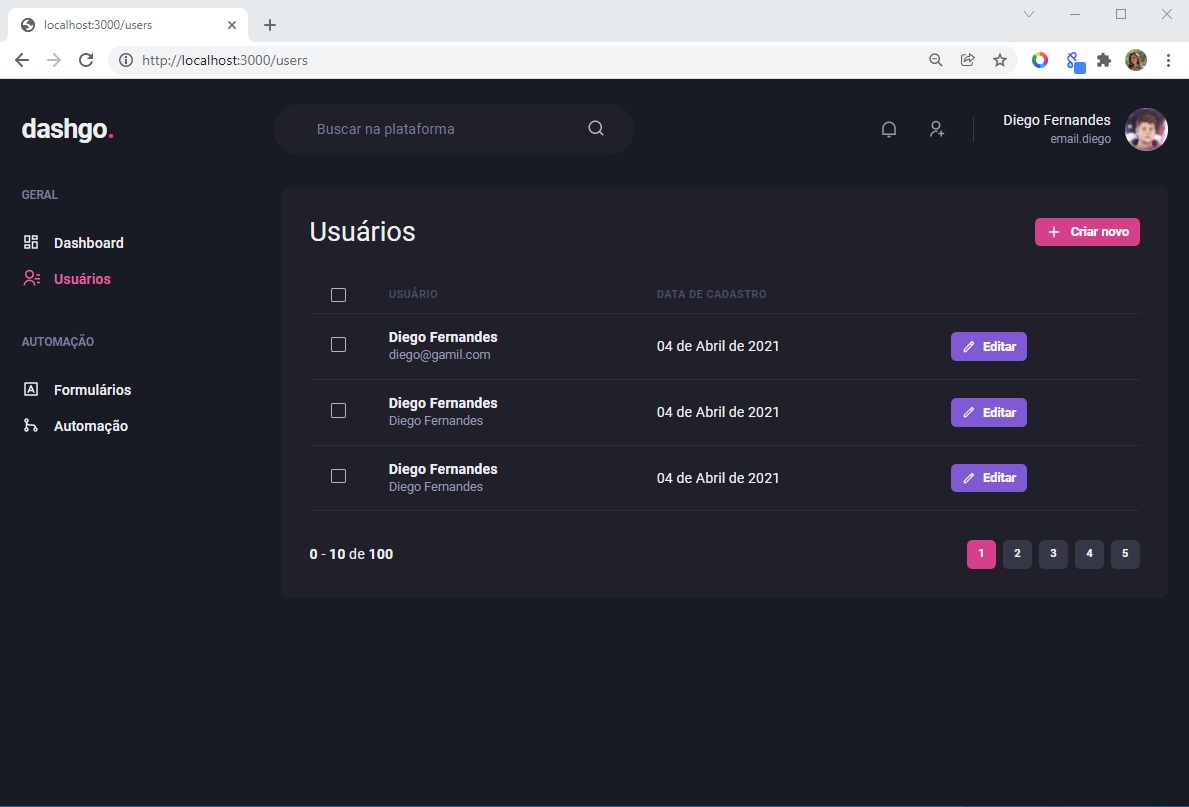 localhost:3000/users
http://localhost:3000/users
dashgo.
Buscar na plataforma
Diego Fernandes
email.diego
GERAL
Dashboard
Usuários
AUTOMAÇÃO
Formulários
Automação
Usuários
Criar novo
USUÁRIO DATA DE CADASTRO
Diego Fernandes
diego@gamil.com
04 de Abril de 2021
Editar
Diego Fernandes
Diego Fernandes
04 de Abril de 2021
Editar
Diego Fernandes
Diego Fernandes
04 de Abril de 2021
Editar
0 - 10 de 100
1 2 3 4 5